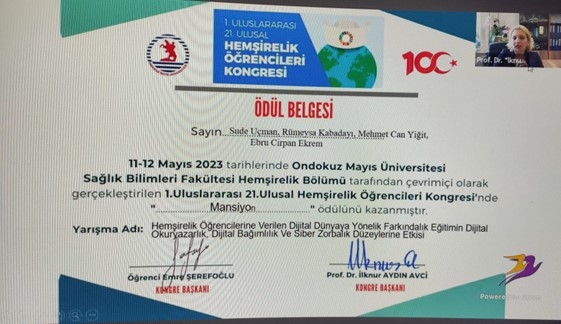 1. ULUSLARARASI
21. ULUSAL
HEMŞİRELİK
ÖĞRENCİLERİ
KONGRESİ
100
Prof. Dr. "İlknu
ÖDÜL BELGESİ
Sayın Sude Uçman, Rümeysa Kabadayı, Mehmet Can Yiğit,
Ebru Cirpan Ekrem
11-12 Mayıs 2023 tarihlerinde Ondokuz Mayıs Üniversitesi
Sağlık Bilimleri Fakültesi Hemşirelik Bölümü tarafından çevrimiçi olarak
gerçekleştirilen 1.Uluslararası 21.Ulusal Hemşirelik Öğrencileri Kongresi'nde
"......Mansiyon......" ödülünü kazanmıştır.
Yarışma Adı: Hemşirelik Öğrencilerine Verilen Dijital Dünyaya Yönelik Farkındalık Eğitimin Dijital
Okuryazarlık, Dijital Bağımlılık Ve Siber Zorbalık Düzeylerine Etkisi
Öğrenci Emre ŞEREFOĞLU
KONGRE BAŞKANI
Prof. Dr. İlknur AYDIN AVCİ
KONGRE BAŞKANI